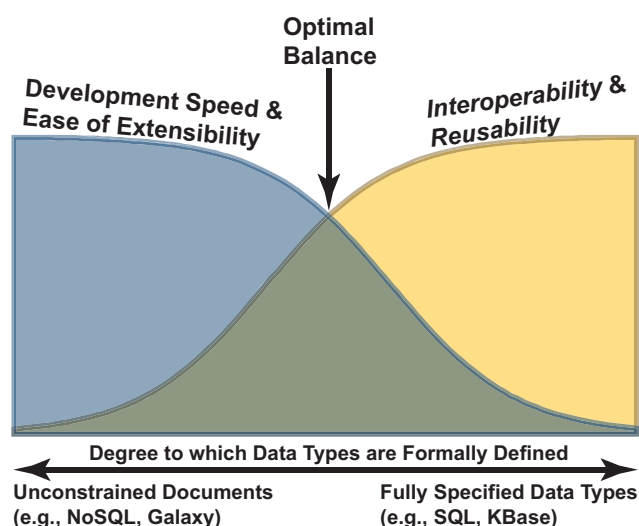 Optimal
Balance
Development Speed &
Ease of Extensibility
Interoperability &
Reusability
Degree to which Data Types are Formally Defined
Unconstrained Documents
(e.g., NoSQL, Galaxy)
Fully Specified Data Types
(e.g., SQL, KBase)